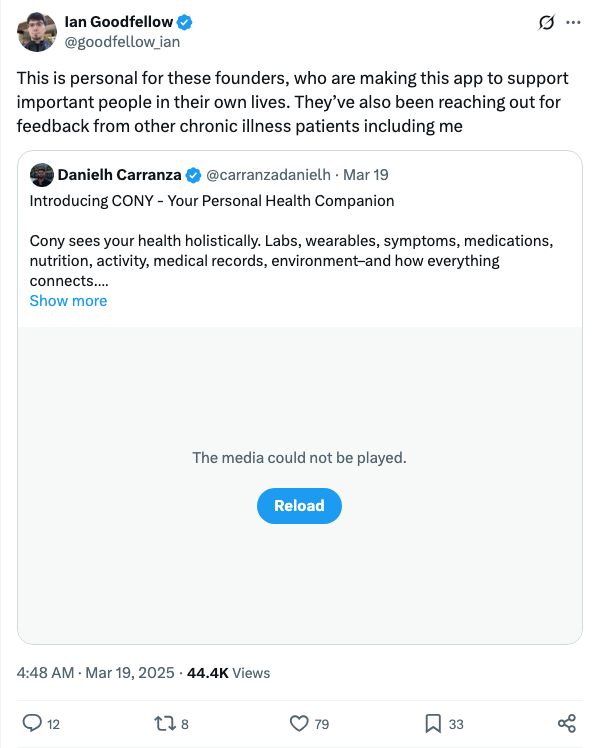 Ian Goodfellow
@goodfellow_ian
This is personal for these founders, who are making this app to support
important people in their own lives. They’ve also been reaching out for
feedback from other chronic illness patients including me
Danielh Carranza @carranzadanielh · Mar 19
Introducing CONY - Your Personal Health Companion
Cony sees your health holistically. Labs, wearables, symptoms, medications,
nutrition, activity, medical records, environment–and how everything
connects....
Show more
The media could not be played.
Reload
4:48 AM · Mar 19, 2025 · 44.4K Views
12 8 79 33